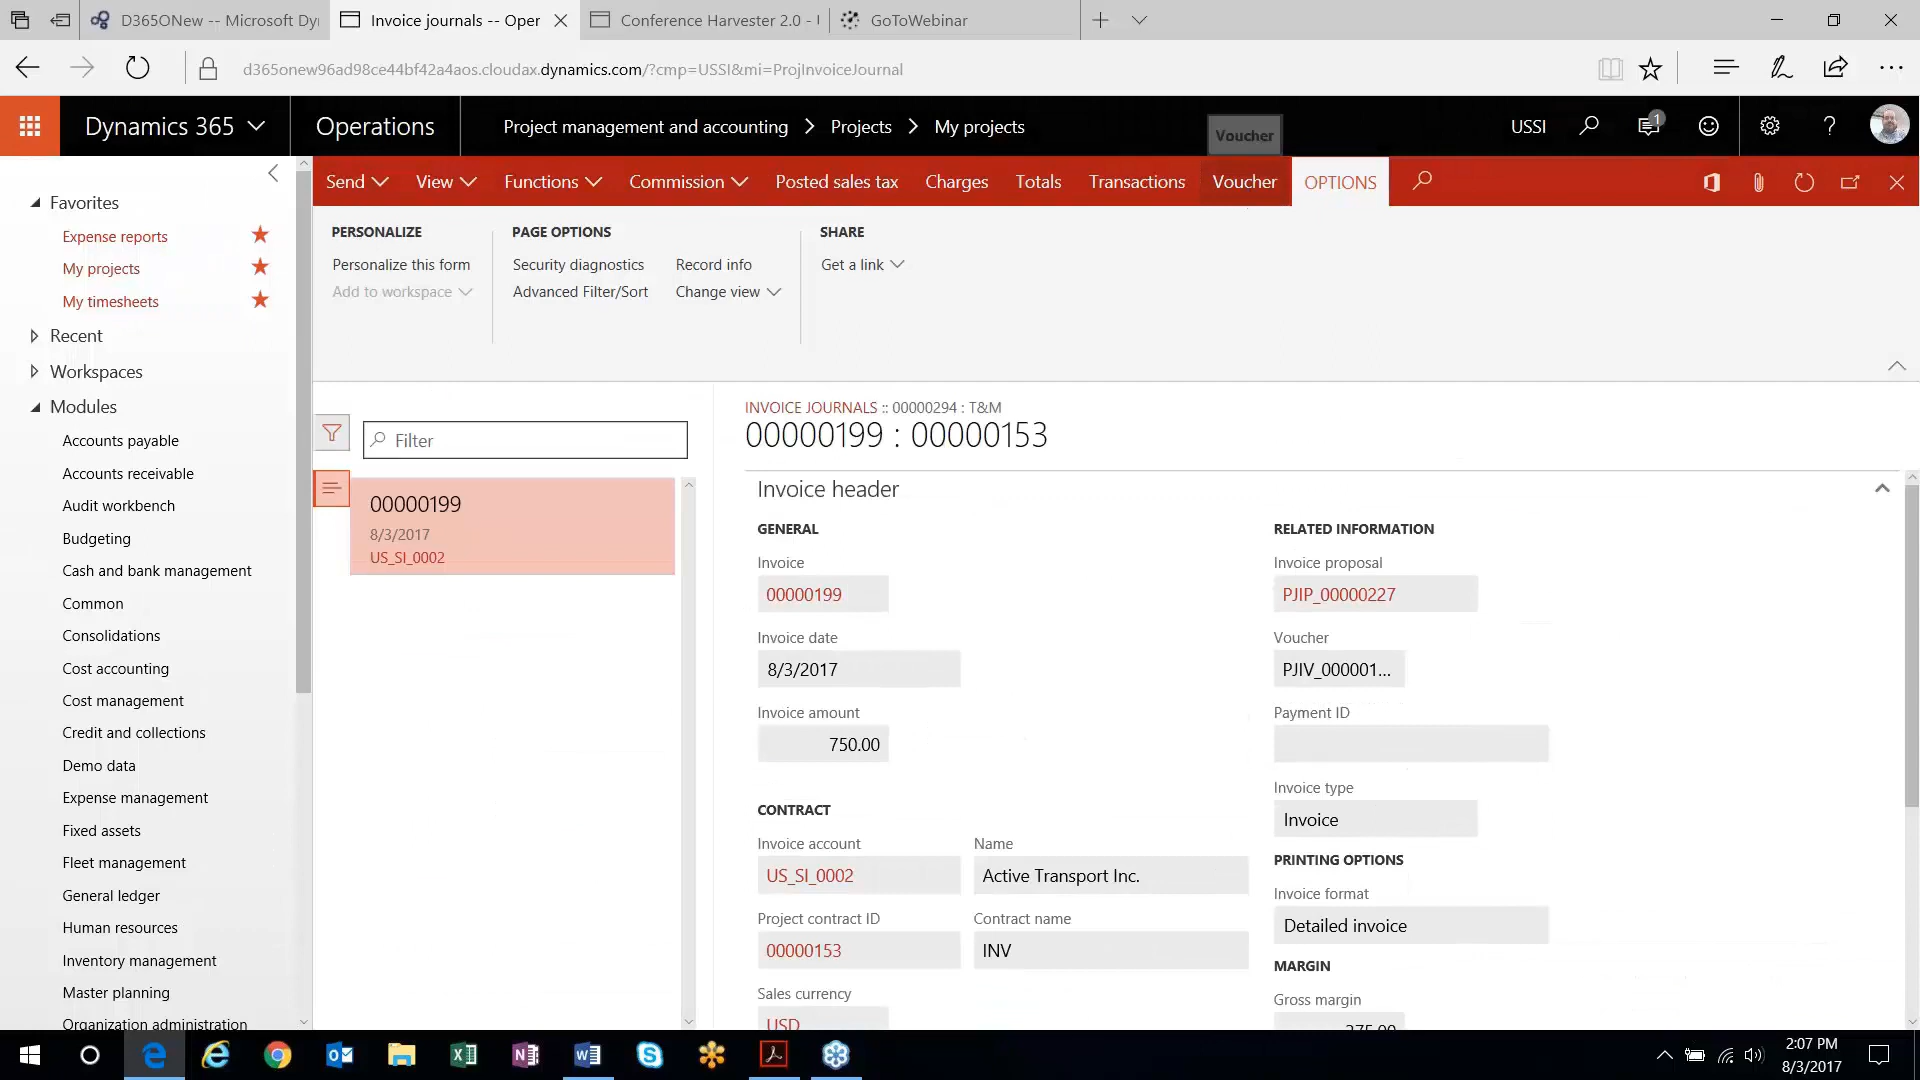 D365ONew -- Microsoft Dy
Invoice journals -- Oper
Conference Harvester 2.0 -
GoToWebinar
d365onew96ad98ce44bf42a4aos.cloudax.dynamics.com/?cmp=USSI&mi=ProjInvoiceJournal
Dynamics 365
Operations
Project management and accounting
Projects
My projects
Voucher
USSI
1
?
Send
View
Functions
Commission
Posted sales tax
Charges
Totals
Transactions
Voucher
OPTIONS
PERSONALIZE
Personalize this form
Add to workspace
PAGE OPTIONS
Security diagnostics
Record info
Advanced Filter/Sort
Change view
SHARE
Get a link
Favorites
Expense reports
My projects
My timesheets
Recent
Workspaces
Modules
Accounts payable
Accounts receivable
Audit workbench
Budgeting
Cash and bank management
Common
Consolidations
Cost accounting
Cost management
Credit and collections
Demo data
Expense management
Fixed assets
Fleet management
General ledger
Human resources
Inventory management
Master planning
Organization administration
Filter
00000199
8/3/2017
US_SI_0002
INVOICE JOURNALS :: 00000294 : T&M
00000199 : 00000153
Invoice header
GENERAL
Invoice
00000199
Invoice date
8/3/2017
Invoice amount
750.00
CONTRACT
Invoice account
US_SI_0002
Name
Active Transport Inc.
Project contract ID
00000153
Contract name
INV
Sales currency
USD
RELATED INFORMATION
Invoice proposal
PJIP_00000227
Voucher
PJIV_000001...
Payment ID
Invoice type
Invoice
PRINTING OPTIONS
Invoice format
Detailed invoice
MARGIN
Gross margin
375.00
2:07 PM
8/3/2017